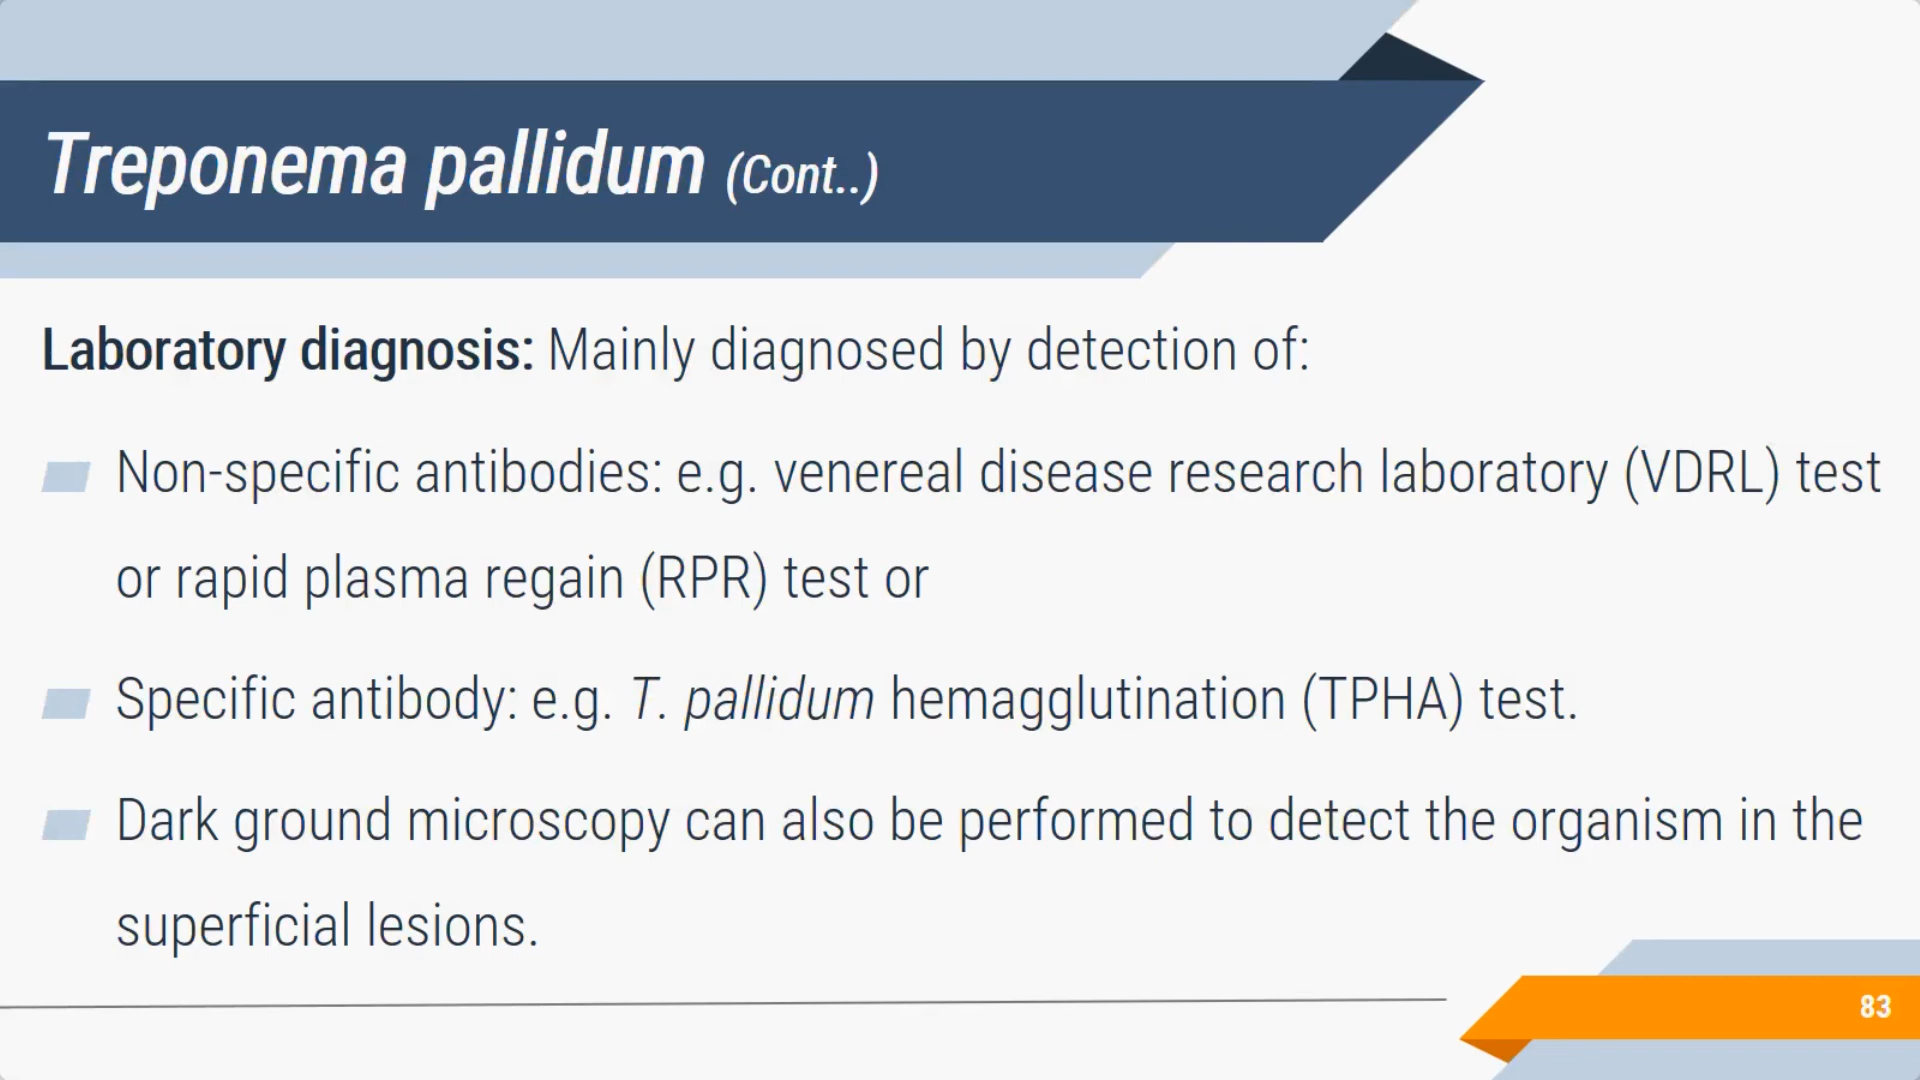 Treponema pallidum (Cont..)
Laboratory diagnosis: Mainly diagnosed by detection of:
Non-specific antibodies: e.g. venereal disease research laboratory (VDRL) test
or rapid plasma regain (RPR) test or
Specific antibody: e.g. T. pallidum hemagglutination (TPHA) test.
Dark ground microscopy can also be performed to detect the organism in the
superficial lesions.
83